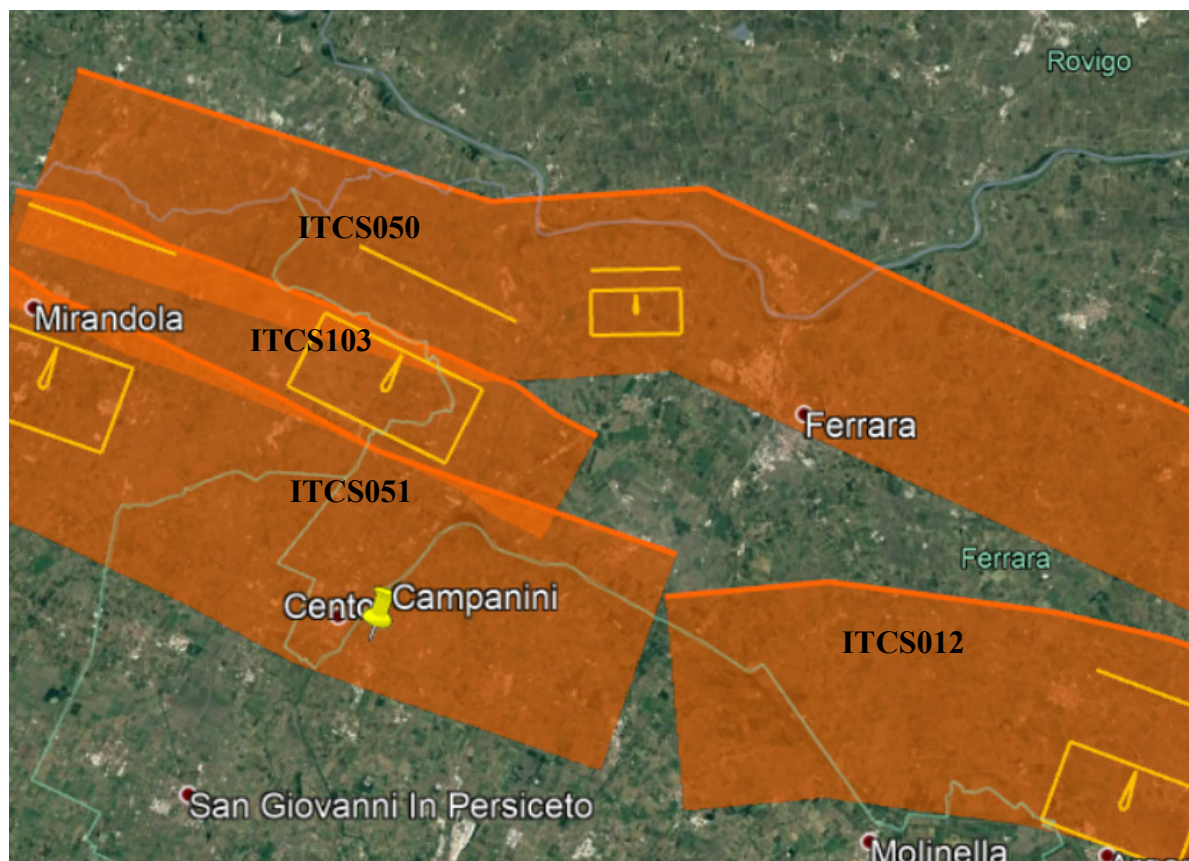 Rovigo
ITCS050
Mirandola
ITCS103
Ferrara
ITCS051
Ferrara
Cento
Campanini
ITCS012
San Giovanni In Persiceto
Molinella